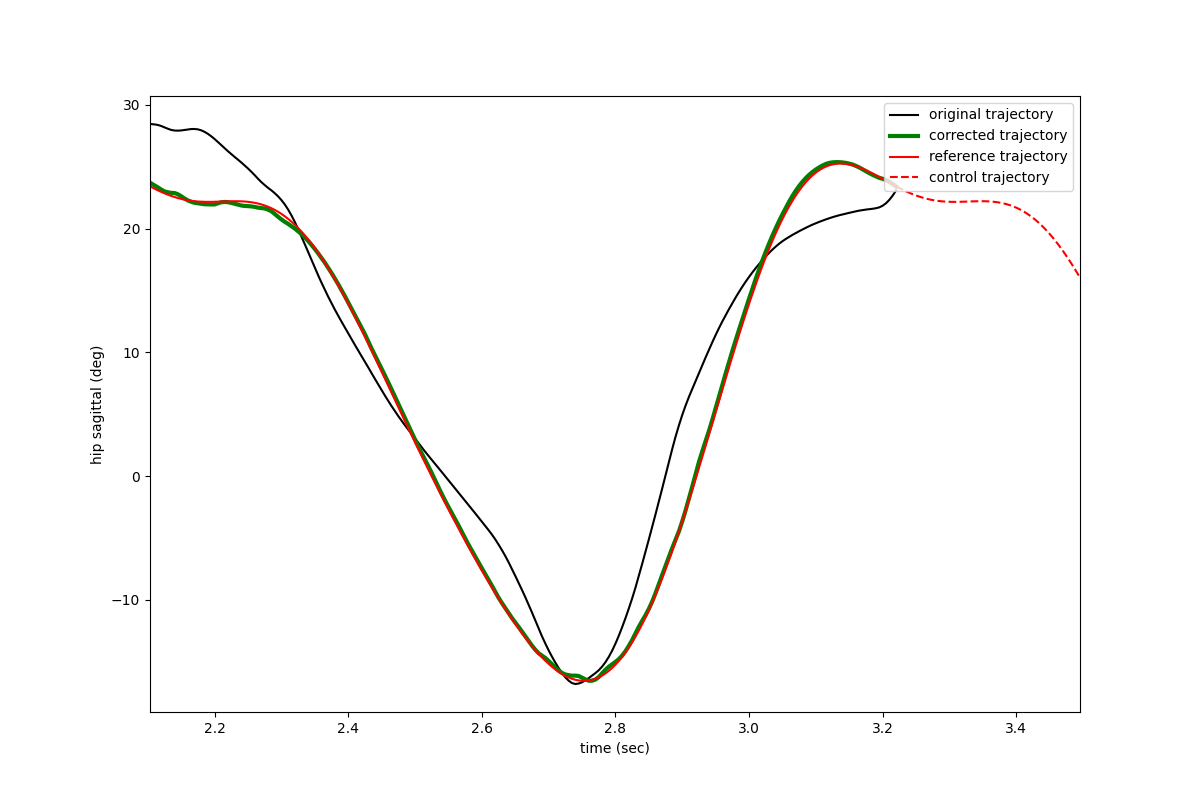 30
20
10
0
−10
hip sagittal (deg)
2.2
2.4
2.6
2.8
3.0
3.2
3.4
time (sec)
original trajectory
corrected trajectory
reference trajectory
control trajectory